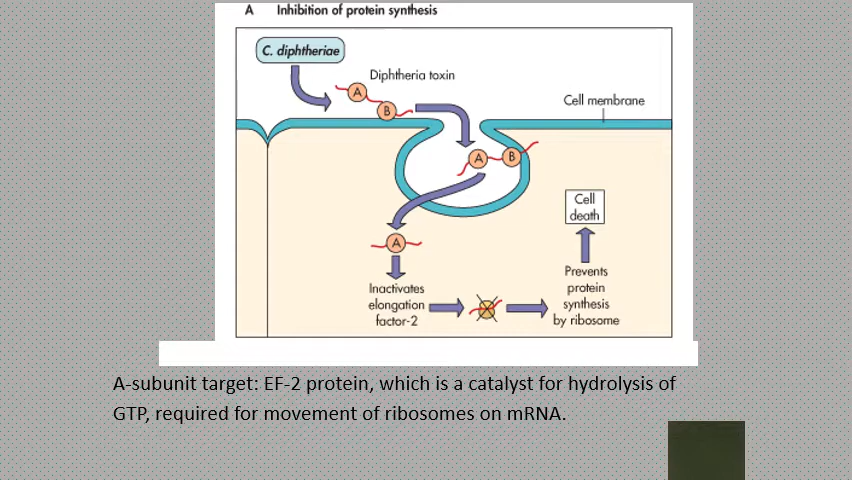 A Inhibition of protein synthesis
C. diphtheriae
Diphtheria toxin
A
B
Cell membrane
A
B
Cell
death
A
Inactivates
elongation
factor-2
Prevents
protein
synthesis
by ribosome
A-subunit target: EF-2 protein, which is a catalyst for hydrolysis of
GTP, required for movement of ribosomes on mRNA.